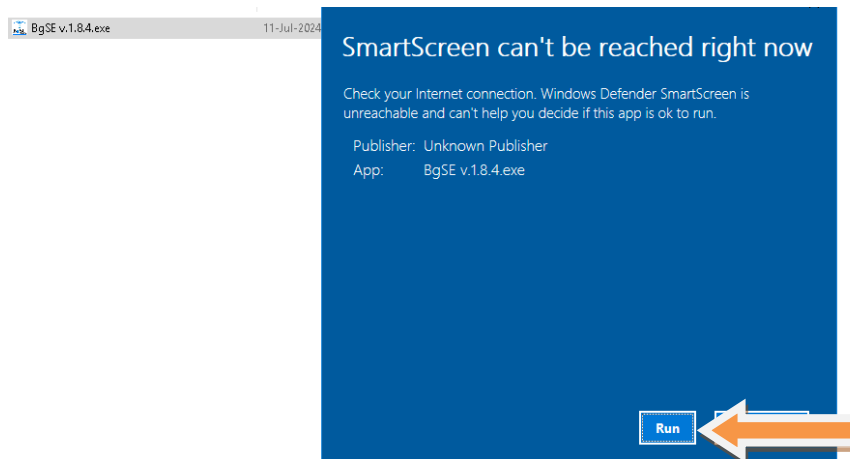 BgSE v.1.8.4.exe 11-Jul-2024
SmartScreen can't be reached right now
Check your Internet connection. Windows Defender SmartScreen is
unreachable and can't help you decide if this app is ok to run.
Publisher: Unknown Publisher
App: BgSE v.1.8.4.exe
Run